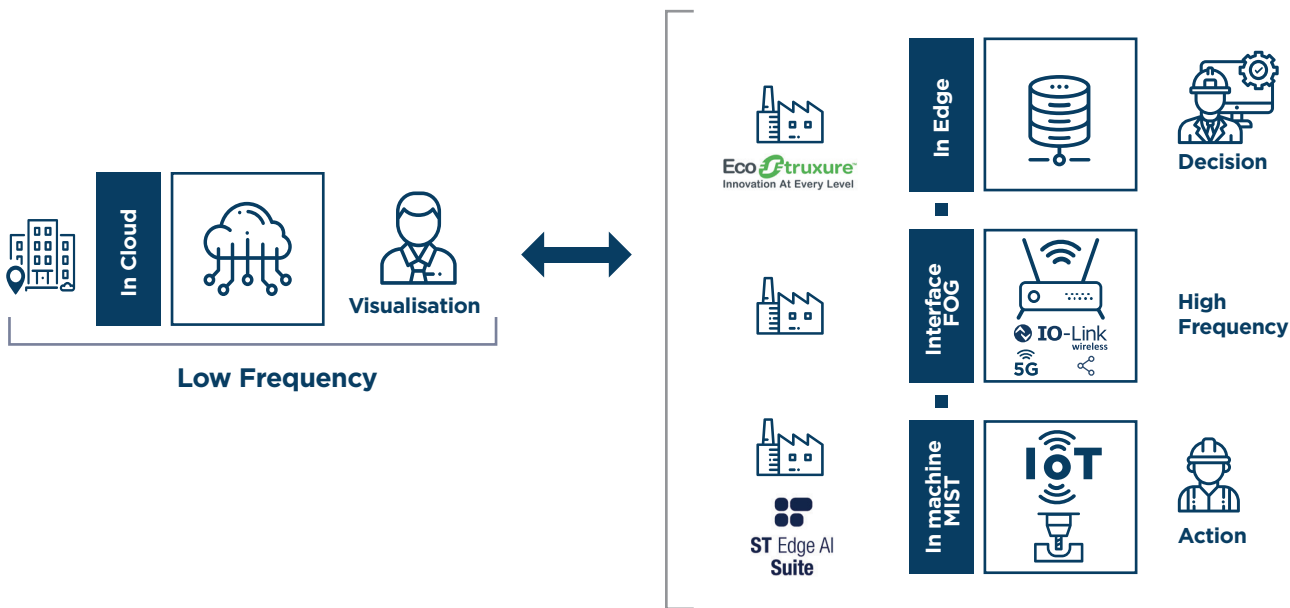 In Cloud
Visualisation
Low Frequency
EcoStruxure™
Innovation At Every Level
In Edge
Decision
Interface
FOG
IO-Link
wireless
5G
High
Frequency
ST Edge AI
Suite
In machine
MIST
IoT
Action